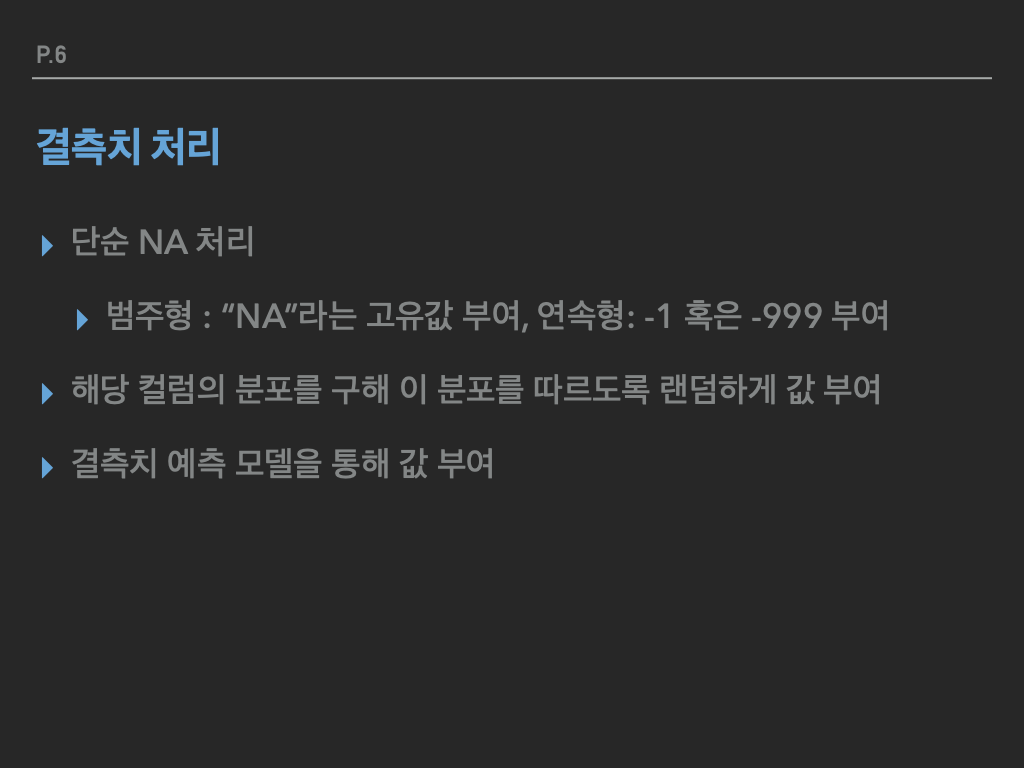 P.6
결측치 처리
▸ 단순 NA 처리
▸ 범주형 : “NA”라는 고유값 부여, 연속형: -1 혹은 -999 부여
▸ 해당 컬럼의 분포를 구해 이 분포를 따르도록 랜덤하게 값 부여
▸ 결측치 예측 모델을 통해 값 부여